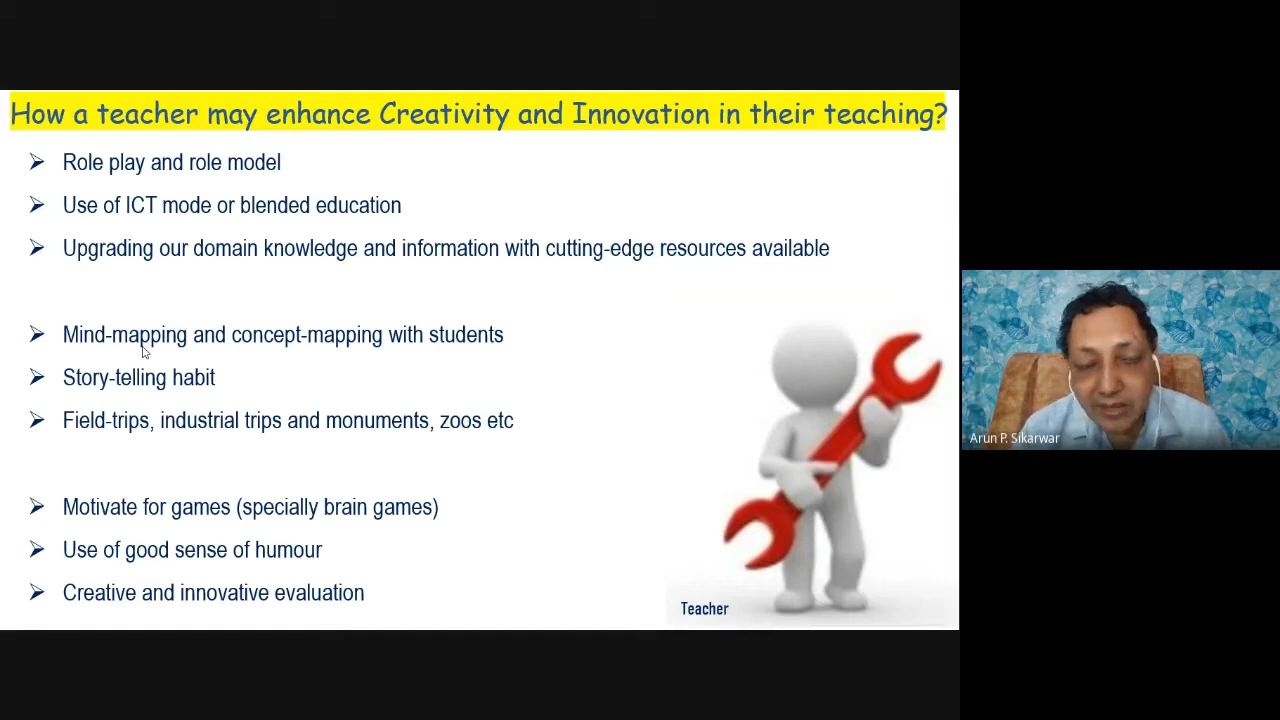 How a teacher may enhance Creativity and Innovation in their teaching?
Role play and role model
Use of ICT mode or blended education
Upgrading our domain knowledge and information with cutting-edge resources available
Mind-mapping and concept-mapping with students
Story-telling habit
Field-trips, industrial trips and monuments, zoos etc
Motivate for games (specially brain games)
Use of good sense of humour
Creative and innovative evaluation
Teacher
Arun P. Sikarwar